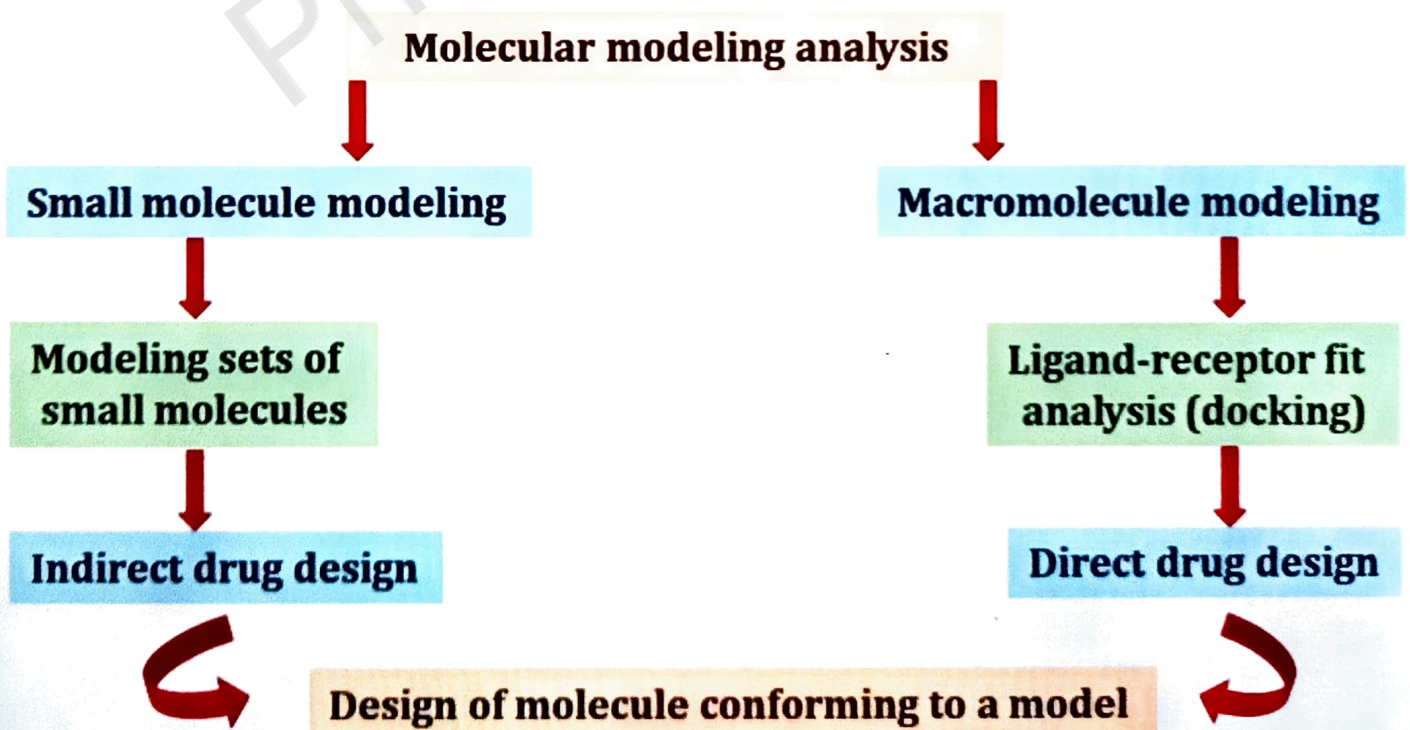 Molecular modeling analysis
Small molecule modeling
Macromolecule modeling
Modeling sets of
small molecules
Ligand-receptor fit
analysis (docking)
Indirect drug design
Direct drug design
Design of molecule conforming to a model